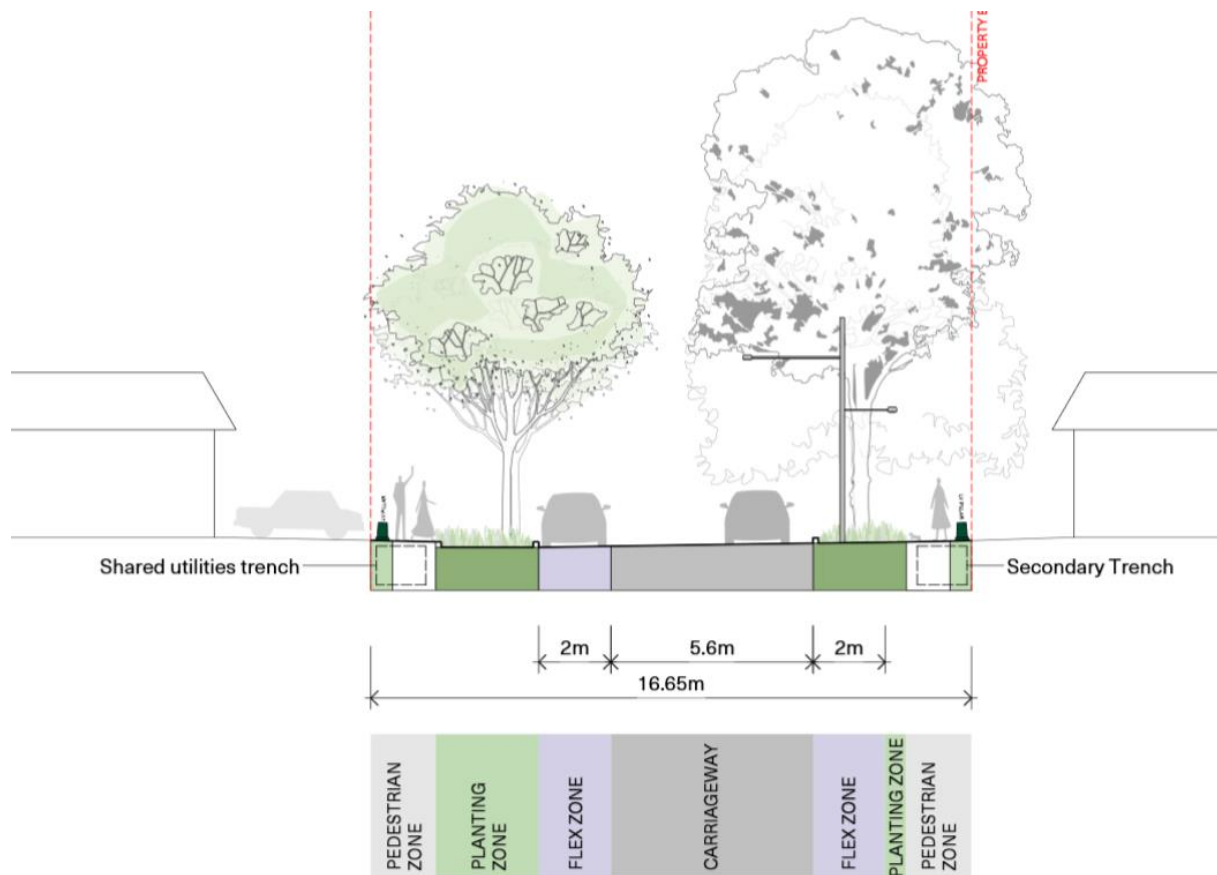 PROPERTY
Shared utilities trench
Secondary Trench
2m
5.6m
2m
16.65m
PEDESTRIAN
ZONE
PLANTING
ZONE
FLEX ZONE
CARRIAGEWAY
FLEX ZONE
PLANTING ZONE
PEDESTRIAN
ZONE